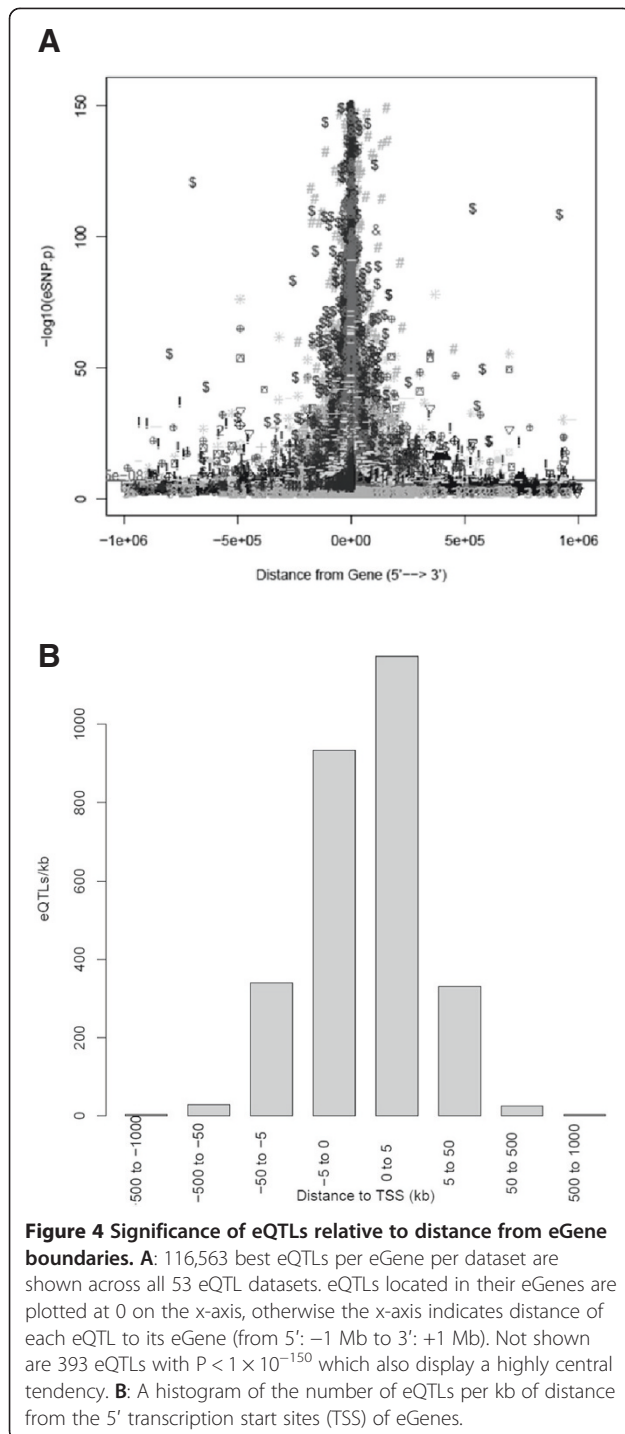 A
150
100
50
0
−log10(eSNP.p)
−1e+06 −5e+05 0e+00 5e+05 1e+06
Distance from Gene (5'−−> 3')
B
1000
800
600
400
200
0
eQTLs/kb
-500 to −1000
−500 to −50
−50 to −5
−5 to 0
0 to 5
5 to 50
50 to 500
500 to 1000
Distance to TSS (kb)
Figure 4 Significance of eQTLs relative to distance from eGene
boundaries. A: 116,563 best eQTLs per eGene per dataset are
shown across all 53 eQTL datasets. eQTLs located in their eGenes are
plotted at 0 on the x-axis, otherwise the x-axis indicates distance of
each eQTL to its eGene (from 5′: −1 Mb to 3′: +1 Mb). Not shown
are 393 eQTLs with P < 1 × 10⁻¹⁵⁰ which also display a highly central
tendency. B: A histogram of the number of eQTLs per kb of distance
from the 5′ transcription start sites (TSS) of eGenes.